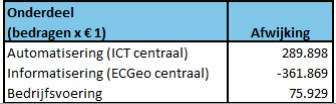 Onderdeel
(bedragen x € 1) Afwijking
Automatisering (ICT centraal) 289.898
Informatisering (ECGeo centraal) -361.869
Bedrijfsvoering 75.929